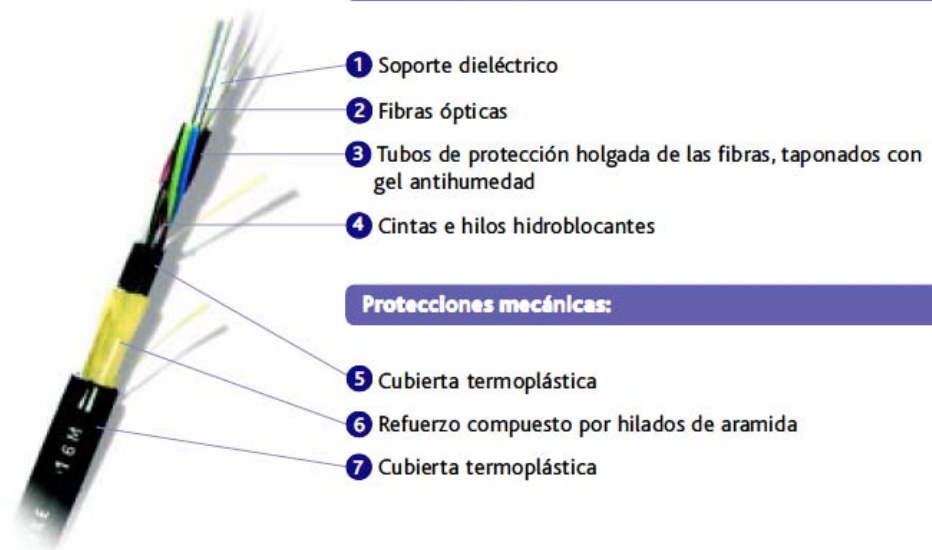 1 Soporte dieléctrico
2 Fibras ópticas
3 Tubos de protección holgada de las fibras, taponados con
gel antihumedad
4 Cintas e hilos hidroblocantes
Protecciones mecánicas:
5 Cubierta termoplástica
6 Refuerzo compuesto por hilados de aramida
7 Cubierta termoplástica
16M